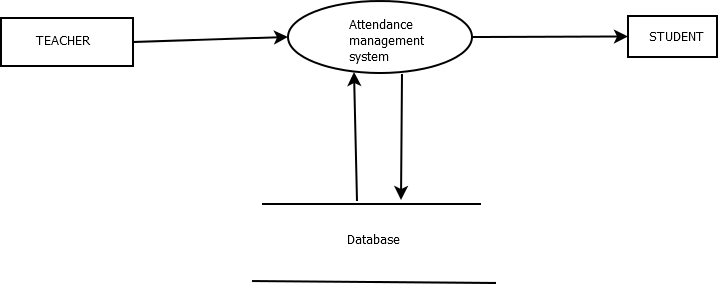 TEACHER
Attendance
management
system
STUDENT
Database